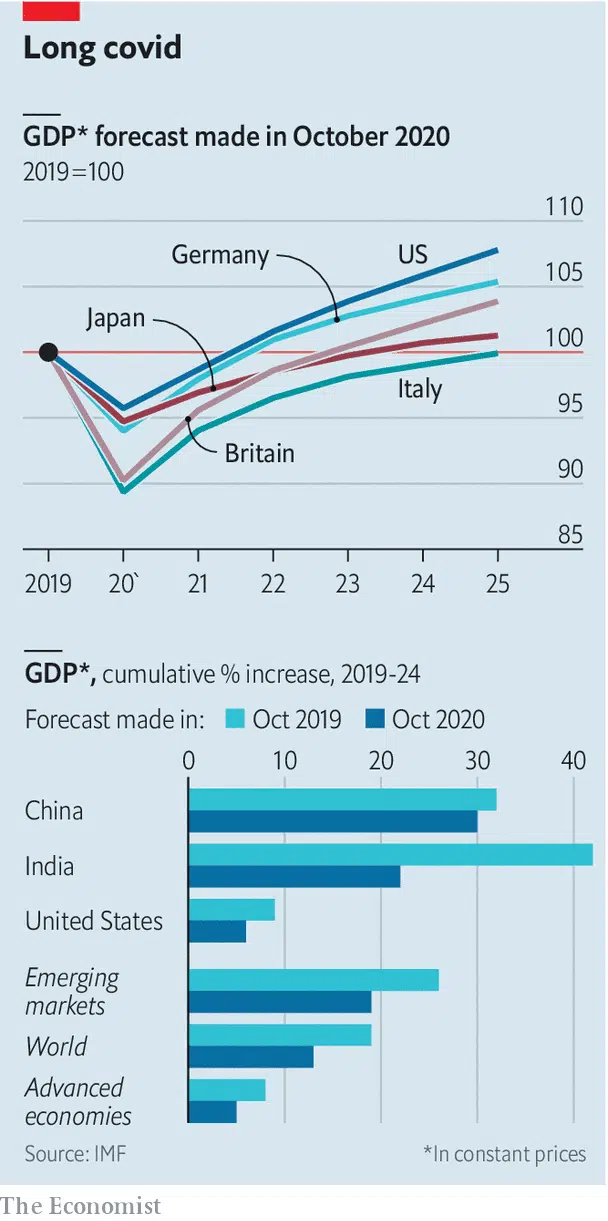 Long covid
GDP* forecast made in October 2020
2019=100
110
Germany
US
105
Japan
100
Italy
95
Britain
90
85
2019 20` 21 22 23 24 25
GDP*, cumulative % increase, 2019-24
Forecast made in: Oct 2019 Oct 2020
0 10 20 30 40
China
India
United States
Emerging
markets
World
Advanced
economies
Source: IMF *In constant prices
The Economist